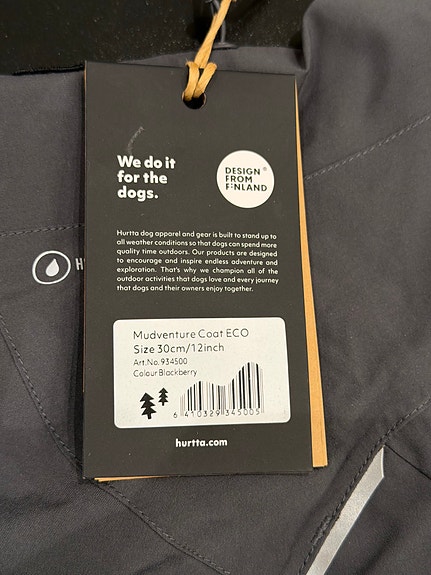 We do it
for the
dogs.
DESIGN®
FROM
FINLAND
Hurtta dog apparel and gear is built to stand up to
all weather conditions so that dogs can spend more
quality time outdoors. Our products are designed
to encourage and inspire endless adventure and
exploration. That's why we champion all of the
outdoor activities that dogs love and every journey
that dogs and their owners enjoy together.
Mudventure Coat ECO
Size 30cm/12inch
Art.No. 934500
Colour Blackberry
6 410329 345005
hurtta.com